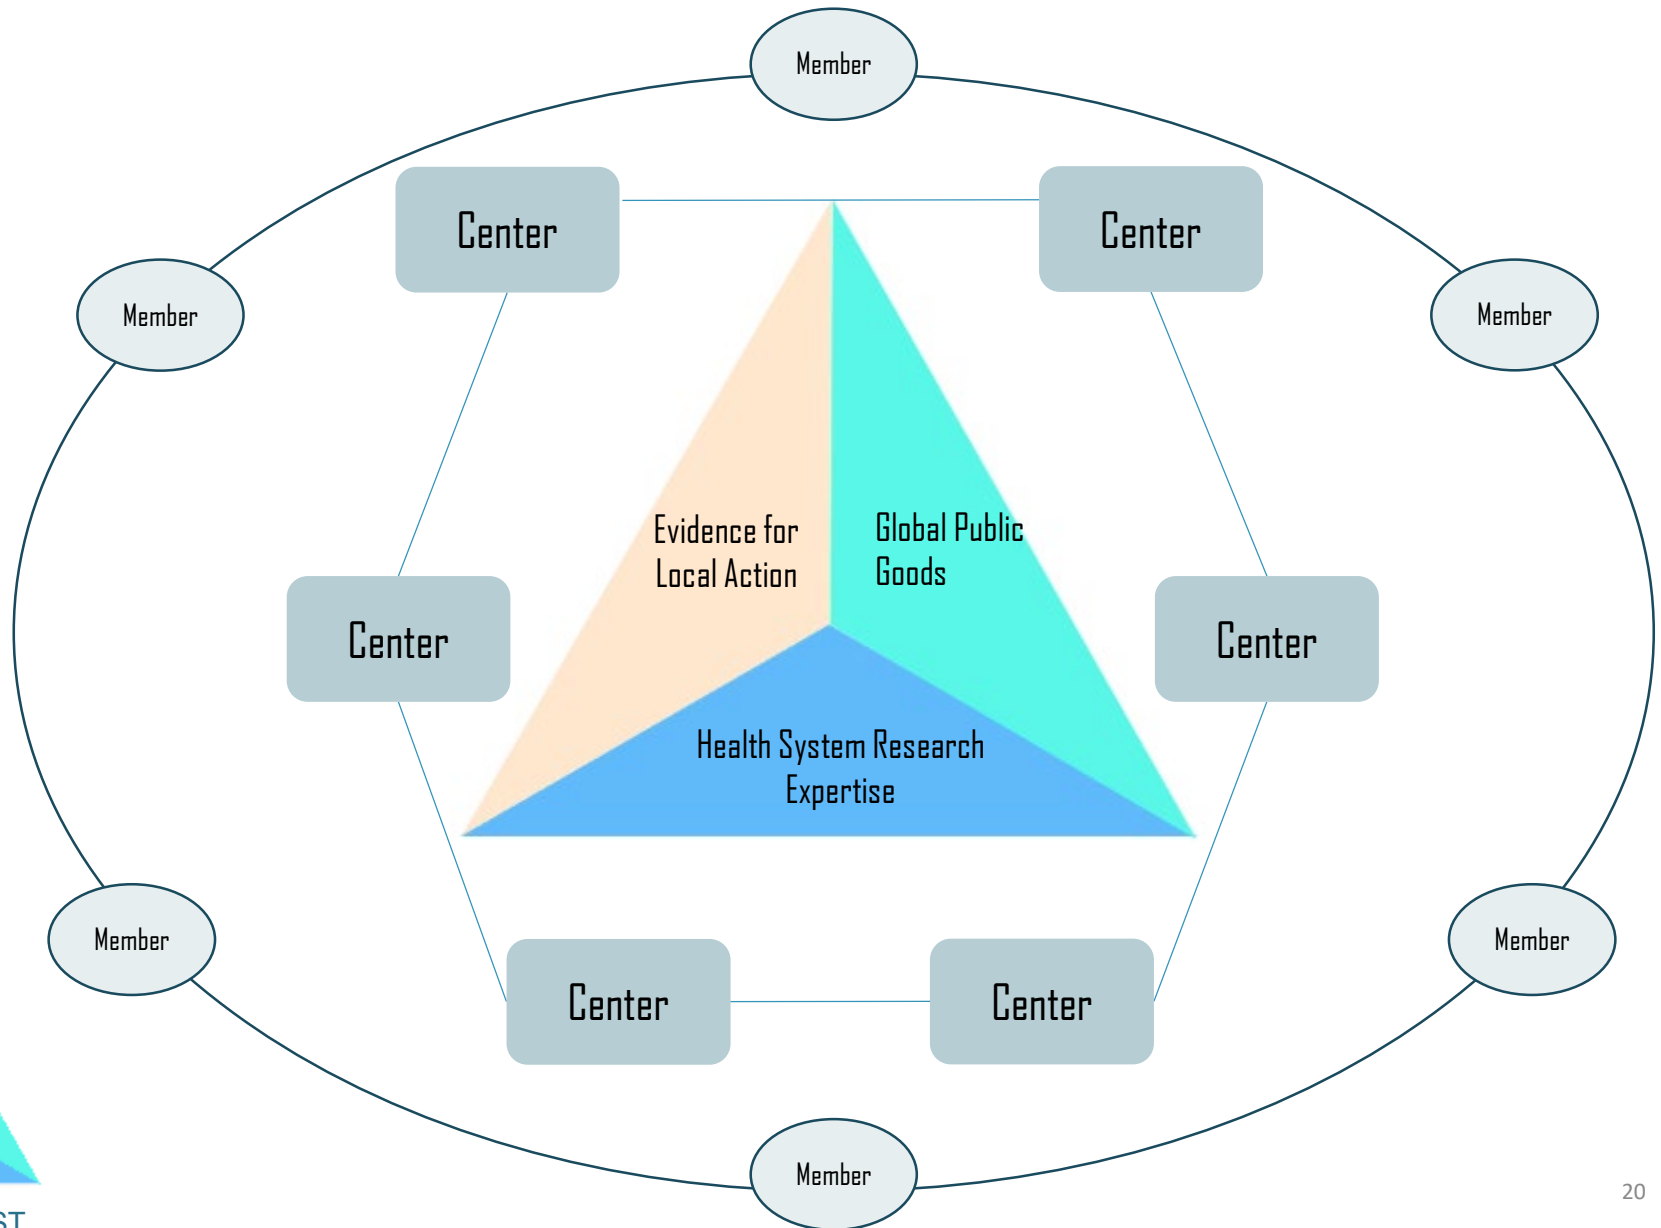 Member
Center
Center
Member
Member
Evidence for
Local Action
Global Public
Goods
Center
Center
Health System Research
Expertise
Member
Member
Center
Center
Member
20
ST